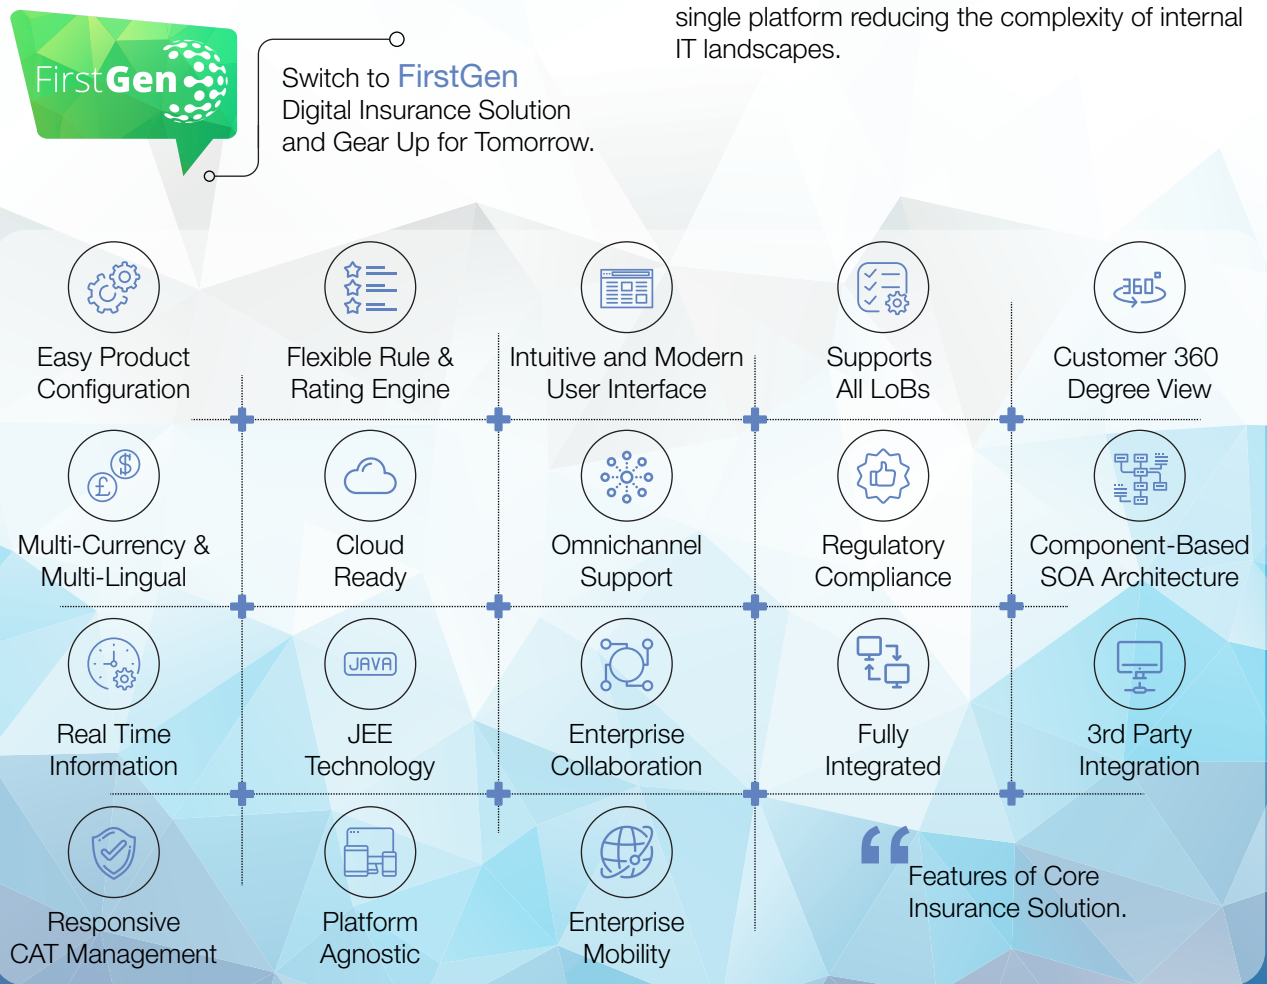 single platform reducing the complexity of internal
IT landscapes.
FirstGen
Switch to FirstGen
Digital Insurance Solution
and Gear Up for Tomorrow.
Easy Product
Configuration
Flexible Rule &
Rating Engine
Intuitive and Modern
User Interface
Supports
All LoBs
360°
Customer 360
Degree View
Multi-Currency &
Multi-Lingual
Cloud
Ready
Omnichannel
Support
Regulatory
Compliance
Component-Based
SOA Architecture
Real Time
Information
JAVA
JEE
Technology
Enterprise
Collaboration
Fully
Integrated
3rd Party
Integration
Responsive
CAT Management
Platform
Agnostic
Enterprise
Mobility
“
Features of Core
Insurance Solution.